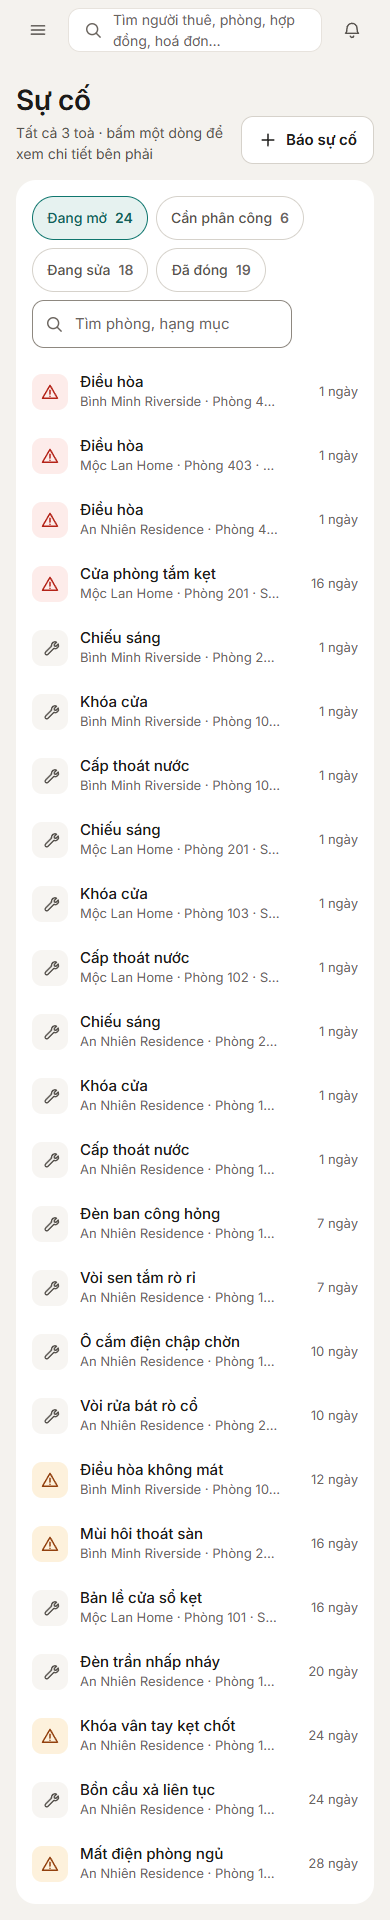 Tìm người thuê, phòng, hợp
đồng, hoá đơn...
Sự cố
Tất cả 3 toà · bấm một dòng để
xem chi tiết bên phải
Báo sự cố
Đang mở 24
Cần phân công 6
Đang sửa 18
Đã đóng 19
Tìm phòng, hạng mục
Điều hòa
Bình Minh Riverside · Phòng 4...
1 ngày
Điều hòa
Mộc Lan Home · Phòng 403 · ...
1 ngày
Điều hòa
An Nhiên Residence · Phòng 4...
1 ngày
Cửa phòng tắm kẹt
Mộc Lan Home · Phòng 201 · S...
16 ngày
Chiếu sáng
Bình Minh Riverside · Phòng 2...
1 ngày
Khóa cửa
Bình Minh Riverside · Phòng 10...
1 ngày
Cấp thoát nước
Bình Minh Riverside · Phòng 10...
1 ngày
Chiếu sáng
Mộc Lan Home · Phòng 201 · S...
1 ngày
Khóa cửa
Mộc Lan Home · Phòng 103 · S...
1 ngày
Cấp thoát nước
Mộc Lan Home · Phòng 102 · S...
1 ngày
Chiếu sáng
An Nhiên Residence · Phòng 2...
1 ngày
Khóa cửa
An Nhiên Residence · Phòng 1...
1 ngày
Cấp thoát nước
An Nhiên Residence · Phòng 1...
1 ngày
Đèn ban công hỏng
An Nhiên Residence · Phòng 1...
7 ngày
Vòi sen tắm rò rỉ
An Nhiên Residence · Phòng 1...
7 ngày
Ổ cắm điện chập chờn
An Nhiên Residence · Phòng 1...
10 ngày
Vòi rửa bát rò cổ
An Nhiên Residence · Phòng 2...
10 ngày
Điều hòa không mát
Bình Minh Riverside · Phòng 10...
12 ngày
Mùi hôi thoát sàn
Bình Minh Riverside · Phòng 2...
16 ngày
Bản lề cửa sổ kẹt
Mộc Lan Home · Phòng 101 · S...
16 ngày
Đèn trần nhấp nháy
An Nhiên Residence · Phòng 1...
20 ngày
Khóa vân tay kẹt chốt
An Nhiên Residence · Phòng 1...
24 ngày
Bồn cầu xả liên tục
An Nhiên Residence · Phòng 1...
24 ngày
Mất điện phòng ngủ
An Nhiên Residence · Phòng 1...
28 ngày